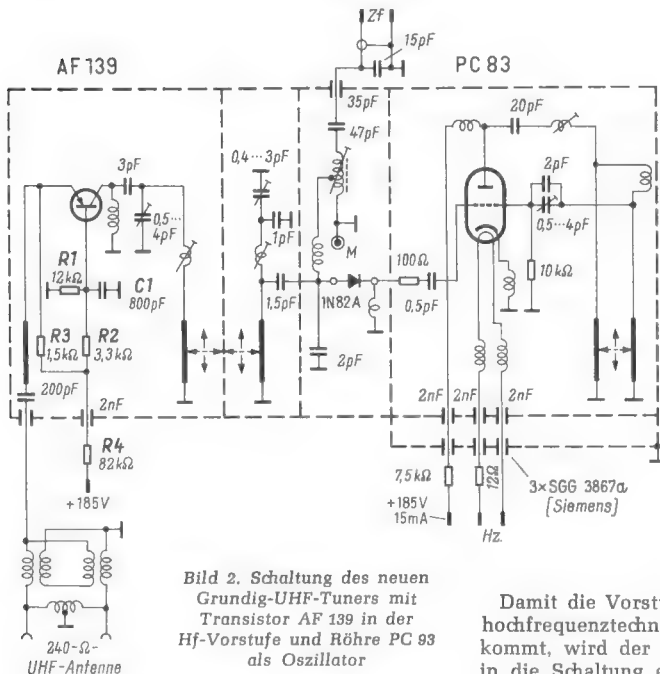 Zf
15pF
AF 139
PC 83
35pF
20pF
47pF
3pF
0,4...3pF
2pF
0,5...
4pF
1pF
0,5...4pF
M
R1
12kΩ
C1
800pF
100Ω
10kΩ
1,5pF
1N82A
0,5pF
R3
1,5kΩ
R2
3,3kΩ
2pF
200pF
2nF
2nF
2nF
2nF
R4
82kΩ
7,5kΩ
12Ω
3×SGG 3867a
[Siemens]
+185V
+185V
15mA
Hz.
Bild 2. Schaltung des neuen
Grundig-UHF-Tuners mit
Transistor AF 139 in der
Hf-Vorstufe und Röhre PC 93
als Oszillator
240-Ω-
UHF-Antenne
Damit die Vorst
hochfrequenztechn
kommt, wird der
in die Schaltung e